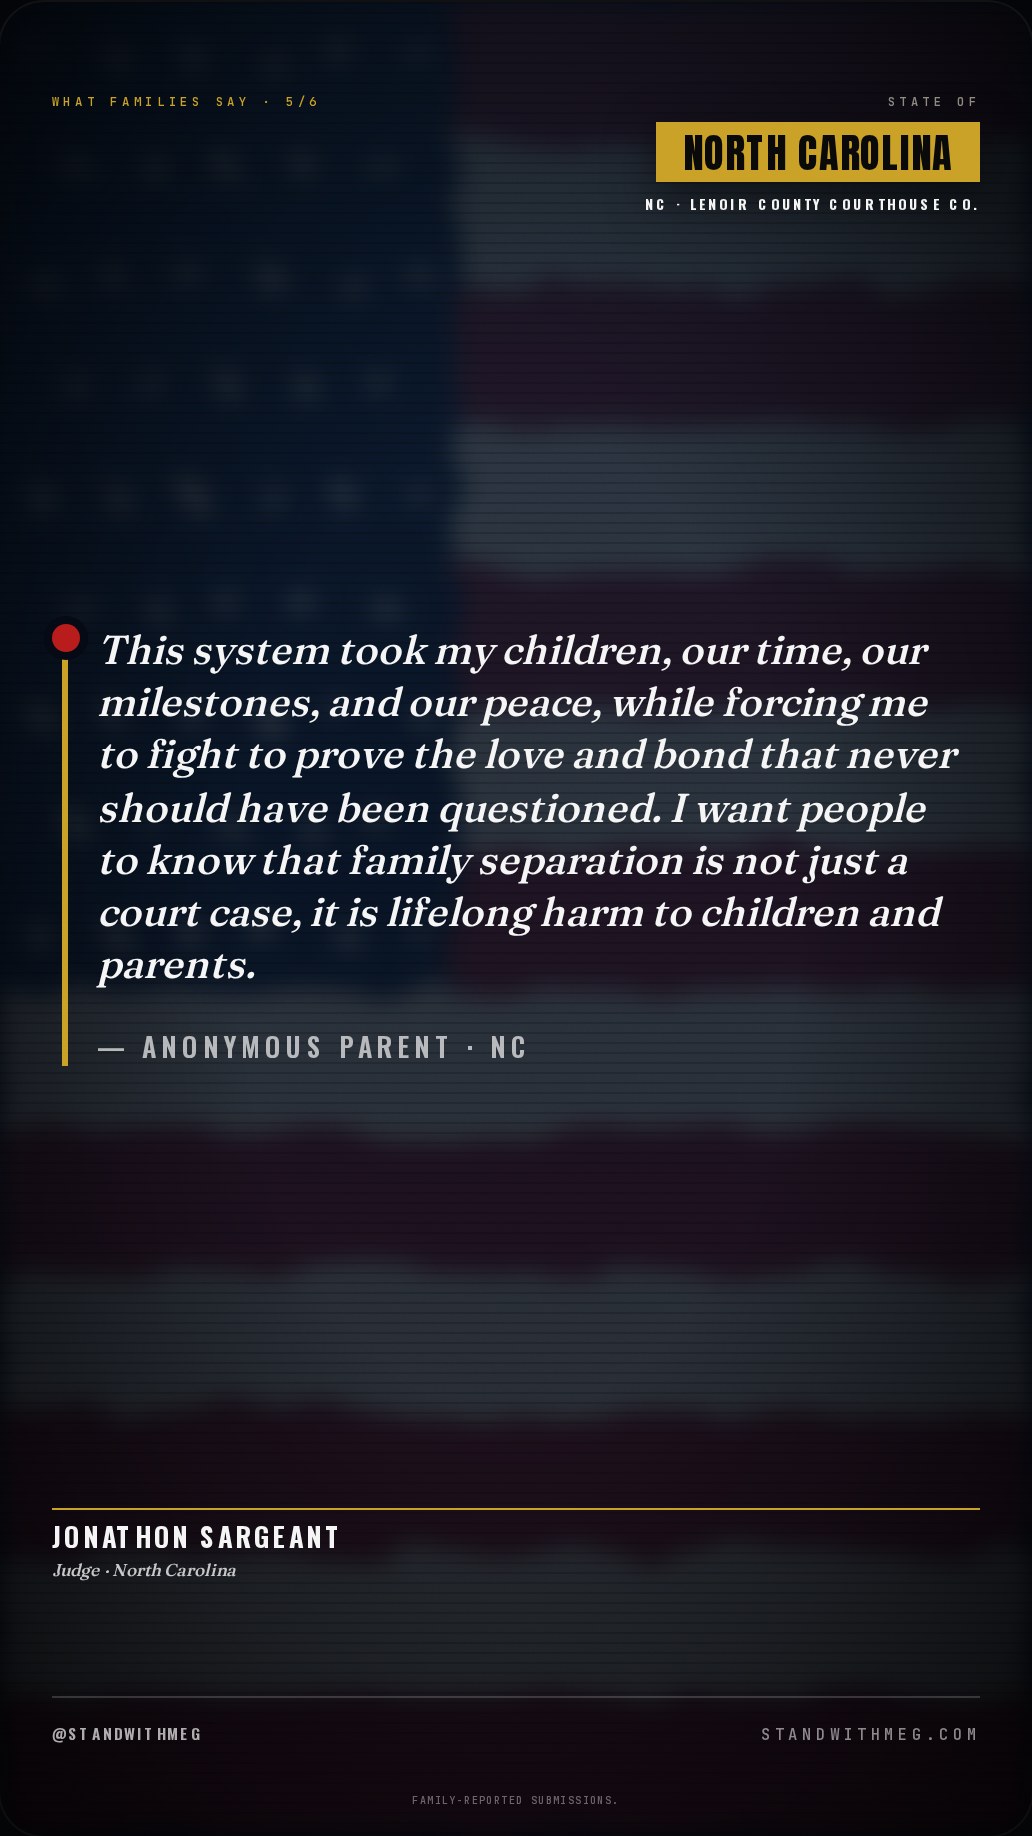 WHAT FAMILIES SAY · 5/6
STATE OF
NORTH CAROLINA
NC · LENOIR COUNTY COURTHOUSE CO.
This system took my children, our time, our
milestones, and our peace, while forcing me
to fight to prove the love and bond that never
should have been questioned. I want people
to know that family separation is not just a
court case, it is lifelong harm to children and
parents.
— ANONYMOUS PARENT · NC
JONATHON SARGEANT
Judge · North Carolina
@STANDWITHMEG
STANDWITHMEG.COM
FAMILY-REPORTED SUBMISSIONS.